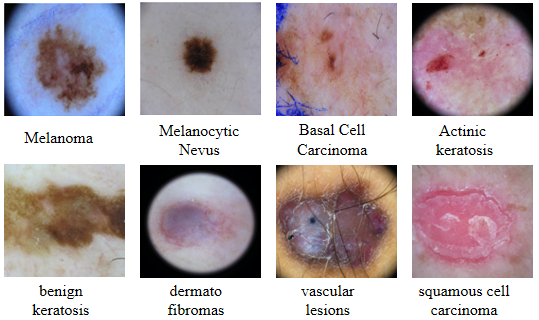 Melanoma
Melanocytic
Nevus
Basal Cell
Carcinoma
Actinic
keratosis
benign
keratosis
dermato
fibromas
vascular
lesions
squamous cell
carcinoma